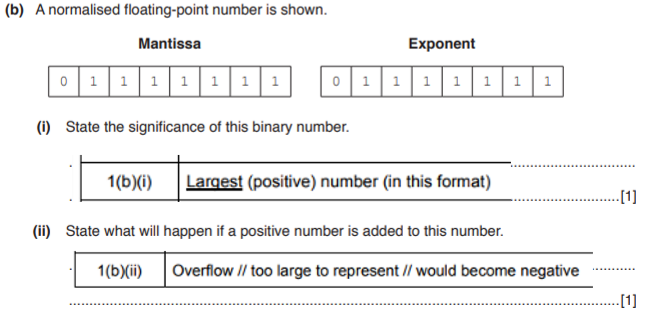 (b) A normalised floating-point number is shown.
Mantissa Exponent
0 1 1 1 1 1 1 1 0 1 1 1 1 1 1 1
(i) State the significance of this binary number.
1(b)(i) Largest (positive) number (in this format)
[1]
(ii) State what will happen if a positive number is added to this number.
1(b)(ii) Overflow // too large to represent // would become negative
[1]